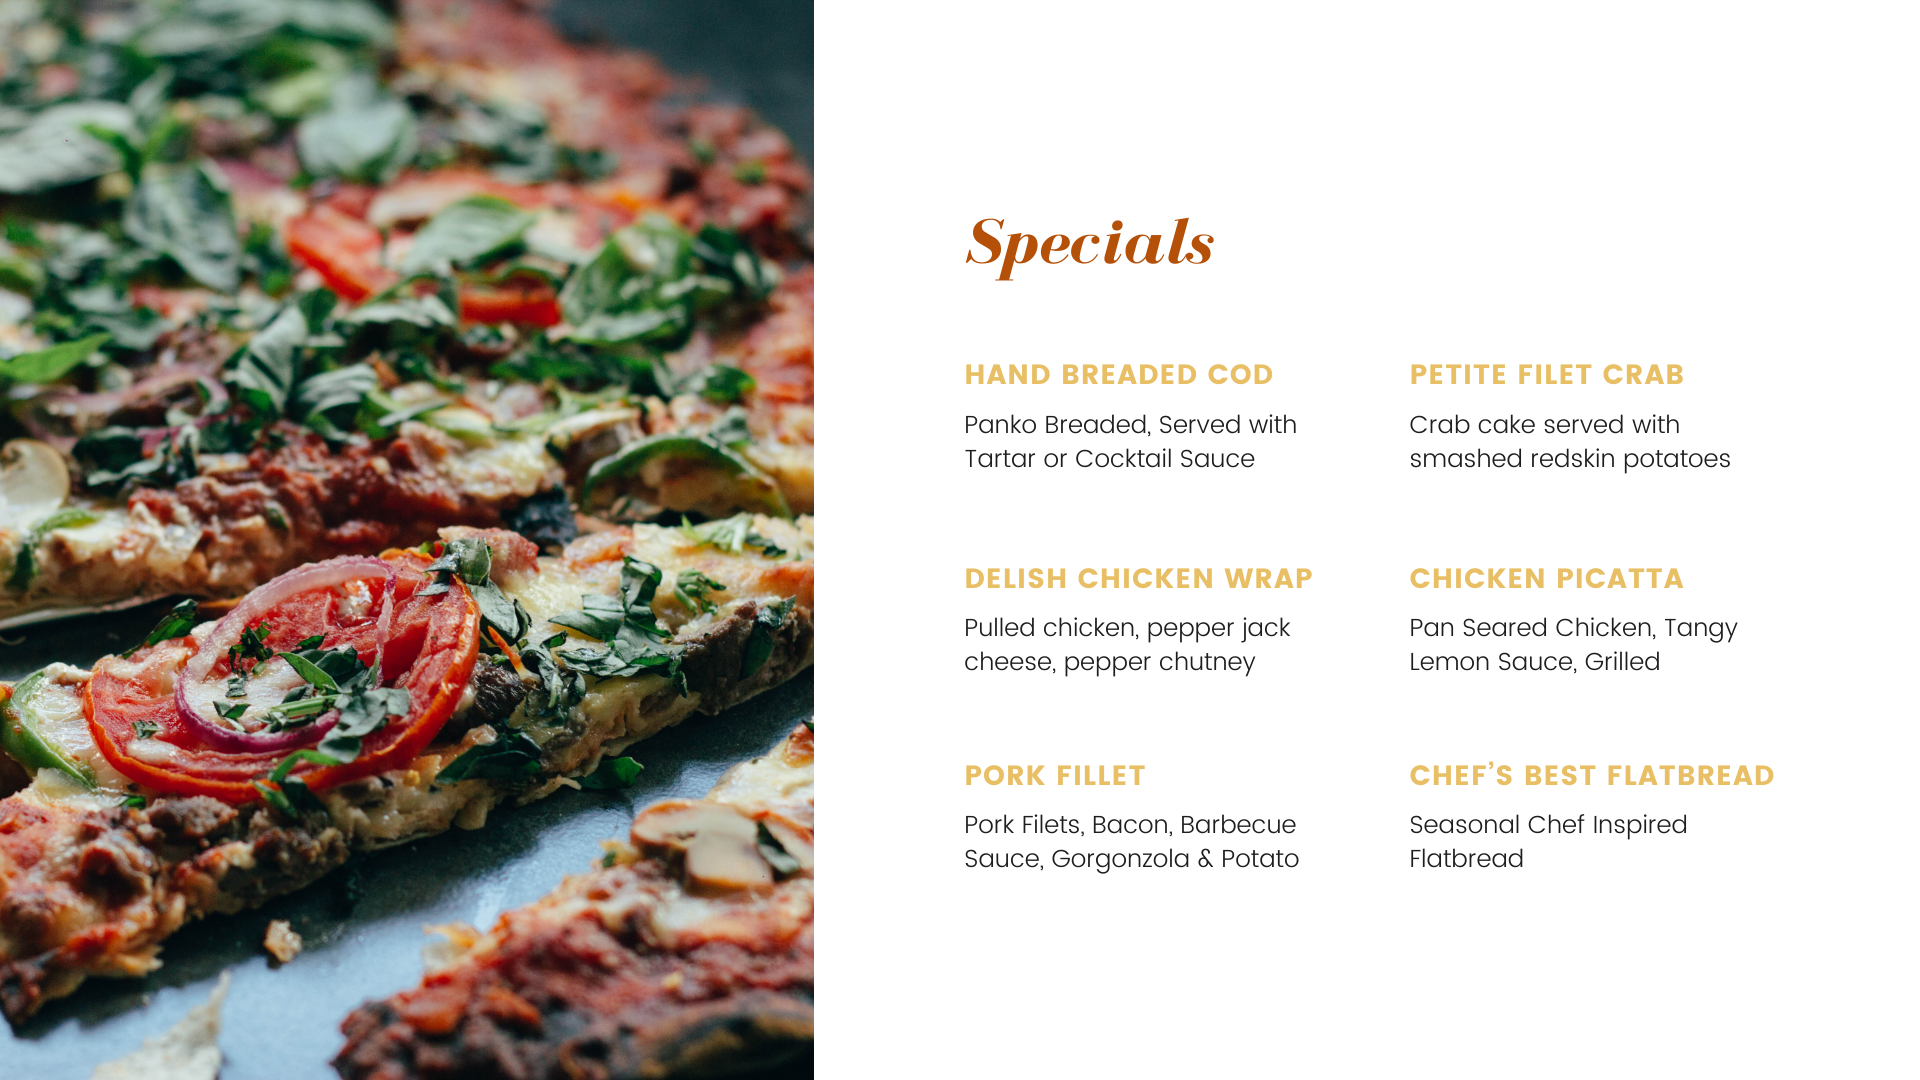 Specials
HAND BREADED COD
Panko Breaded, Served with
Tartar or Cocktail Sauce
PETITE FILET CRAB
Crab cake served with
smashed redskin potatoes
DELISH CHICKEN WRAP
Pulled chicken, pepper jack
cheese, pepper chutney
CHICKEN PICATTA
Pan Seared Chicken, Tangy
Lemon Sauce, Grilled
PORK FILLET
Pork Filets, Bacon, Barbecue
Sauce, Gorgonzola & Potato
CHEF’S BEST FLATBREAD
Seasonal Chef Inspired
Flatbread